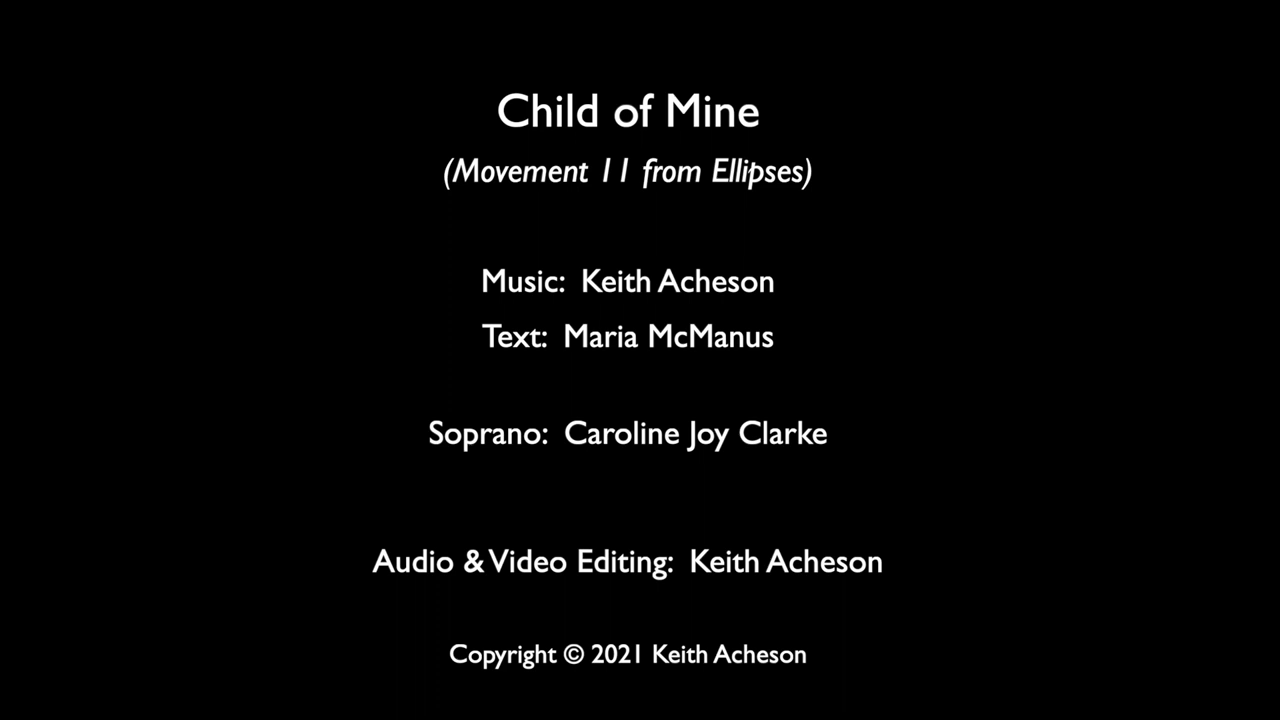 Child of Mine
(Movement 11 from Ellipses)
Music: Keith Acheson
Text: Maria McManus
Soprano: Caroline Joy Clarke
Audio & Video Editing: Keith Acheson
Copyright © 2021 Keith Acheson